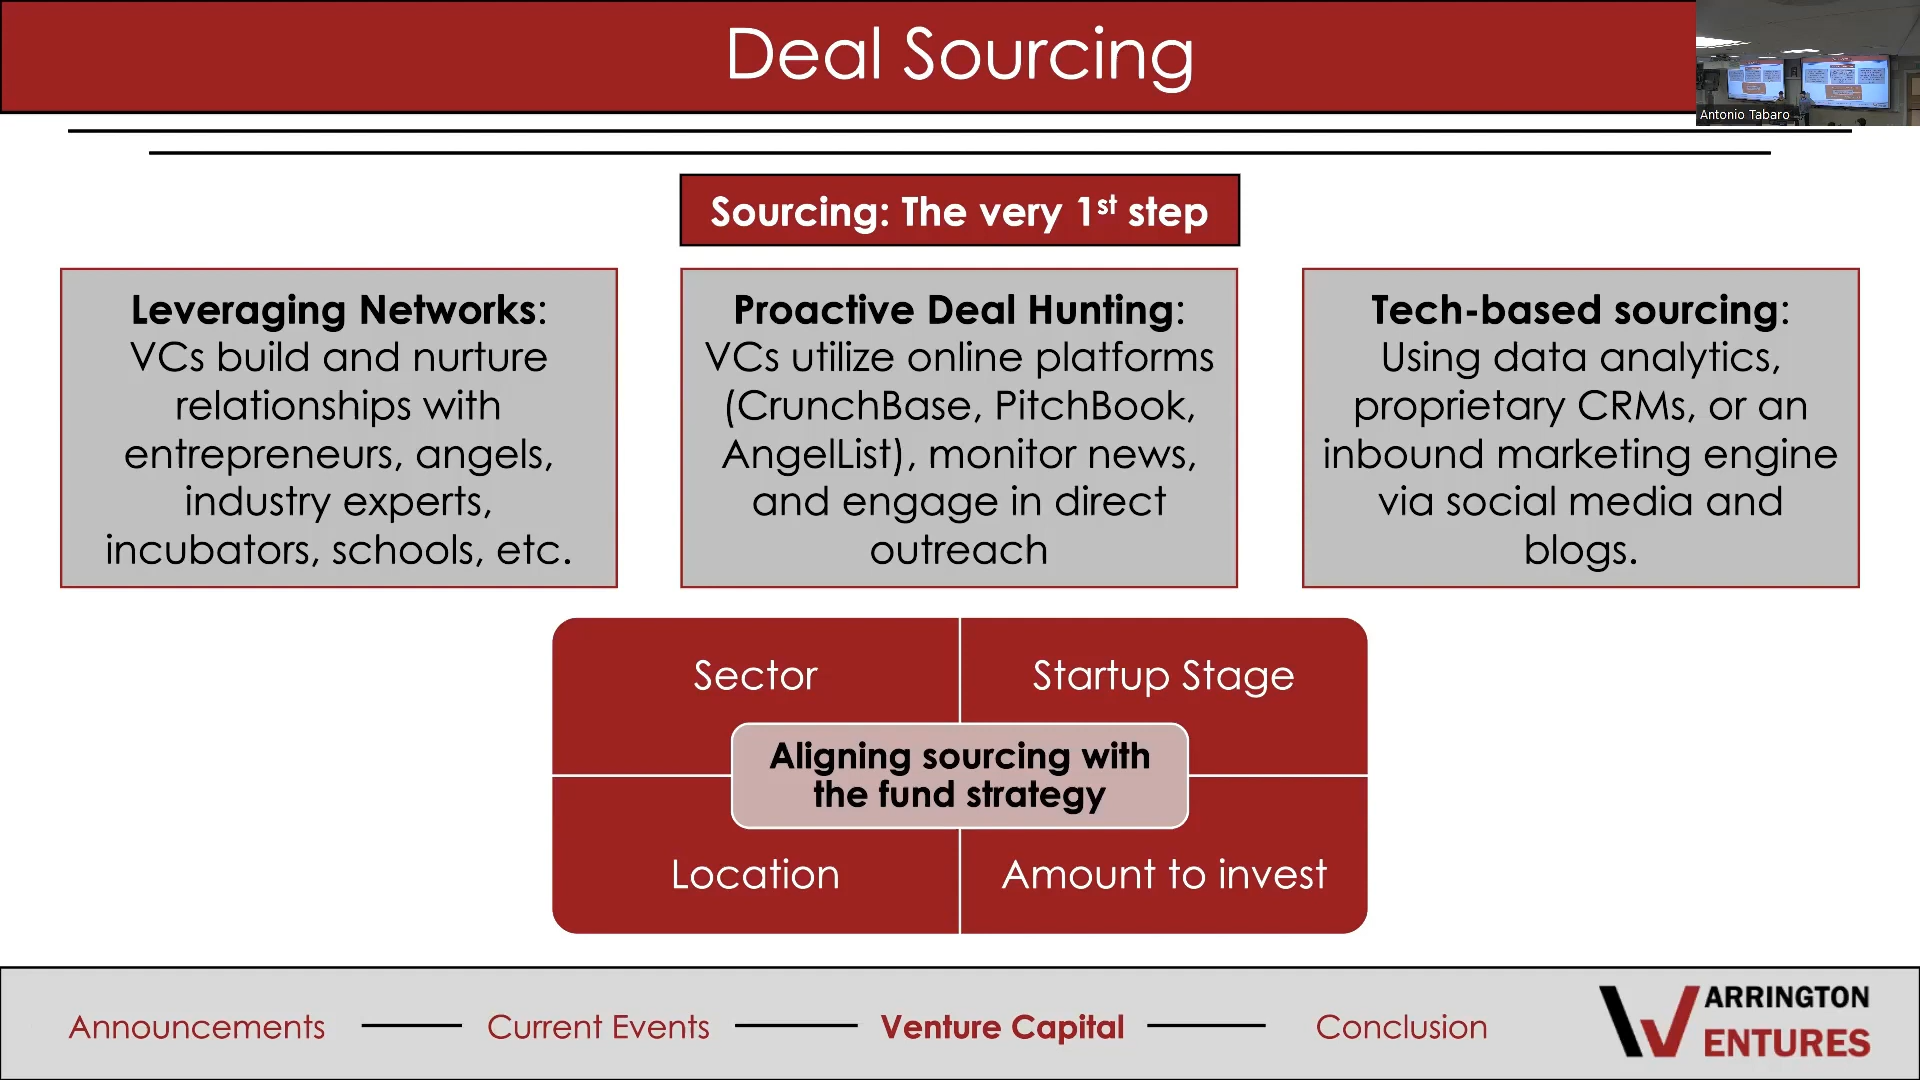 Deal Sourcing
Antonio Tabaro
Sourcing: The very 1st step
Leveraging Networks:
VCs build and nurture
relationships with
entrepreneurs, angels,
industry experts,
incubators, schools, etc.
Proactive Deal Hunting:
VCs utilize online platforms
(CrunchBase, PitchBook,
AngelList), monitor news,
and engage in direct
outreach
Tech-based sourcing:
Using data analytics,
proprietary CRMs, or an
inbound marketing engine
via social media and
blogs.
Sector
Startup Stage
Aligning sourcing with
the fund strategy
Location
Amount to invest
Announcements
Current Events
Venture Capital
Conclusion
WARRINGTON
VENTURES